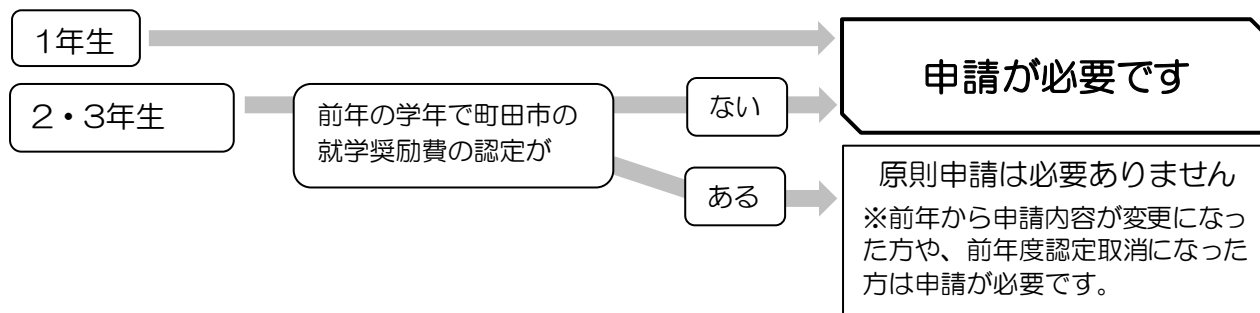 1年生
申請が必要です
2・3年生
前年の学年で町田市の
就学奨励費の認定が
ない
ある
原則申請は必要ありません
※前年から申請内容が変更になっ
た方や、前年度認定取消になった
方は申請が必要です。